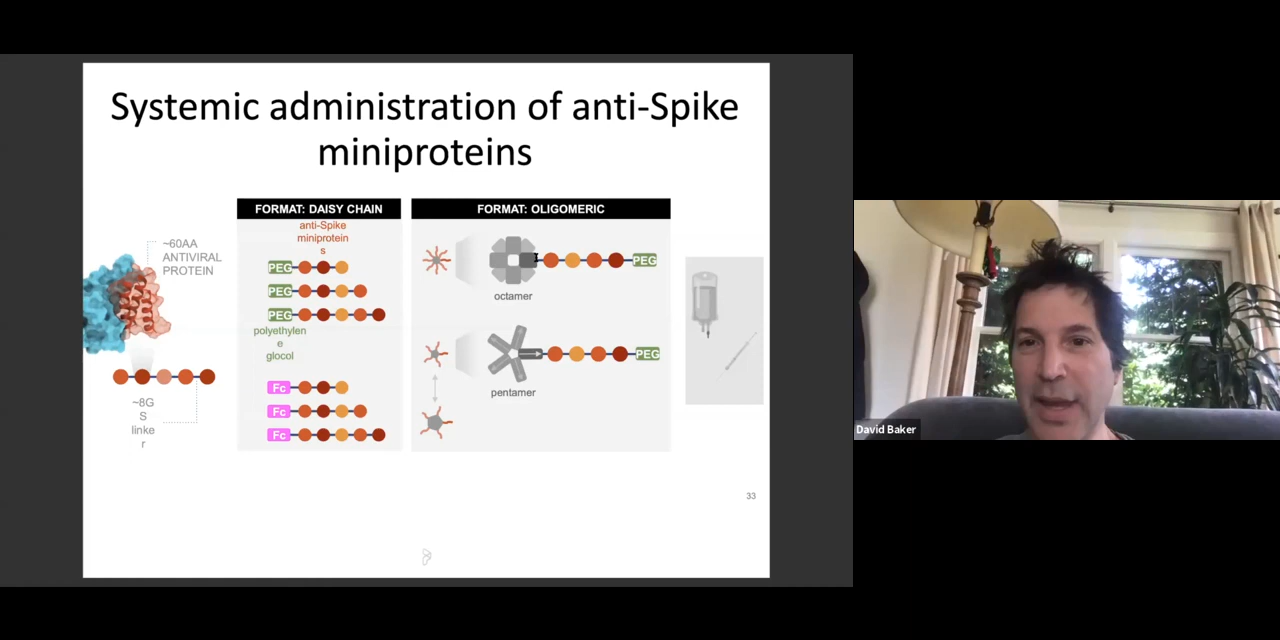 Systemic administration of anti-Spike
miniproteins
~60AA
ANTIVIRAL
PROTEIN
~8G
S
linke
r
FORMAT: DAISY CHAIN
anti-Spike
miniprotein
s
PEG
PEG
PEG
polyethylen
e
glocol
Fc
Fc
Fc
FORMAT: OLIGOMERIC
PEG
octamer
PEG
pentamer
33
David Baker